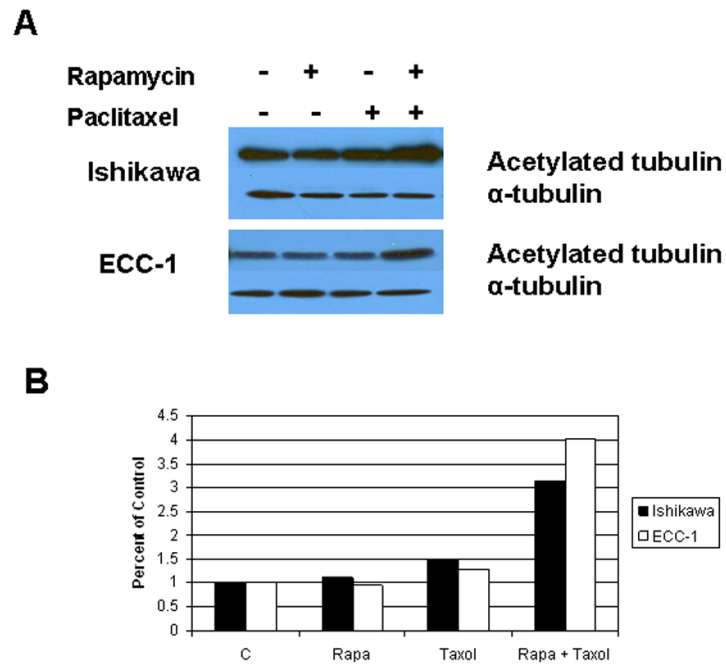 A
Rapamycin - + - +
Paclitaxel - - + +
Ishikawa
Acetylated tubulin
α-tubulin
ECC-1
Acetylated tubulin
α-tubulin
B
Percent of Control
4.5
4
3.5
3
2.5
2
1.5
1
0.5
0
C Rapa Taxol Rapa + Taxol
Ishikawa
ECC-1